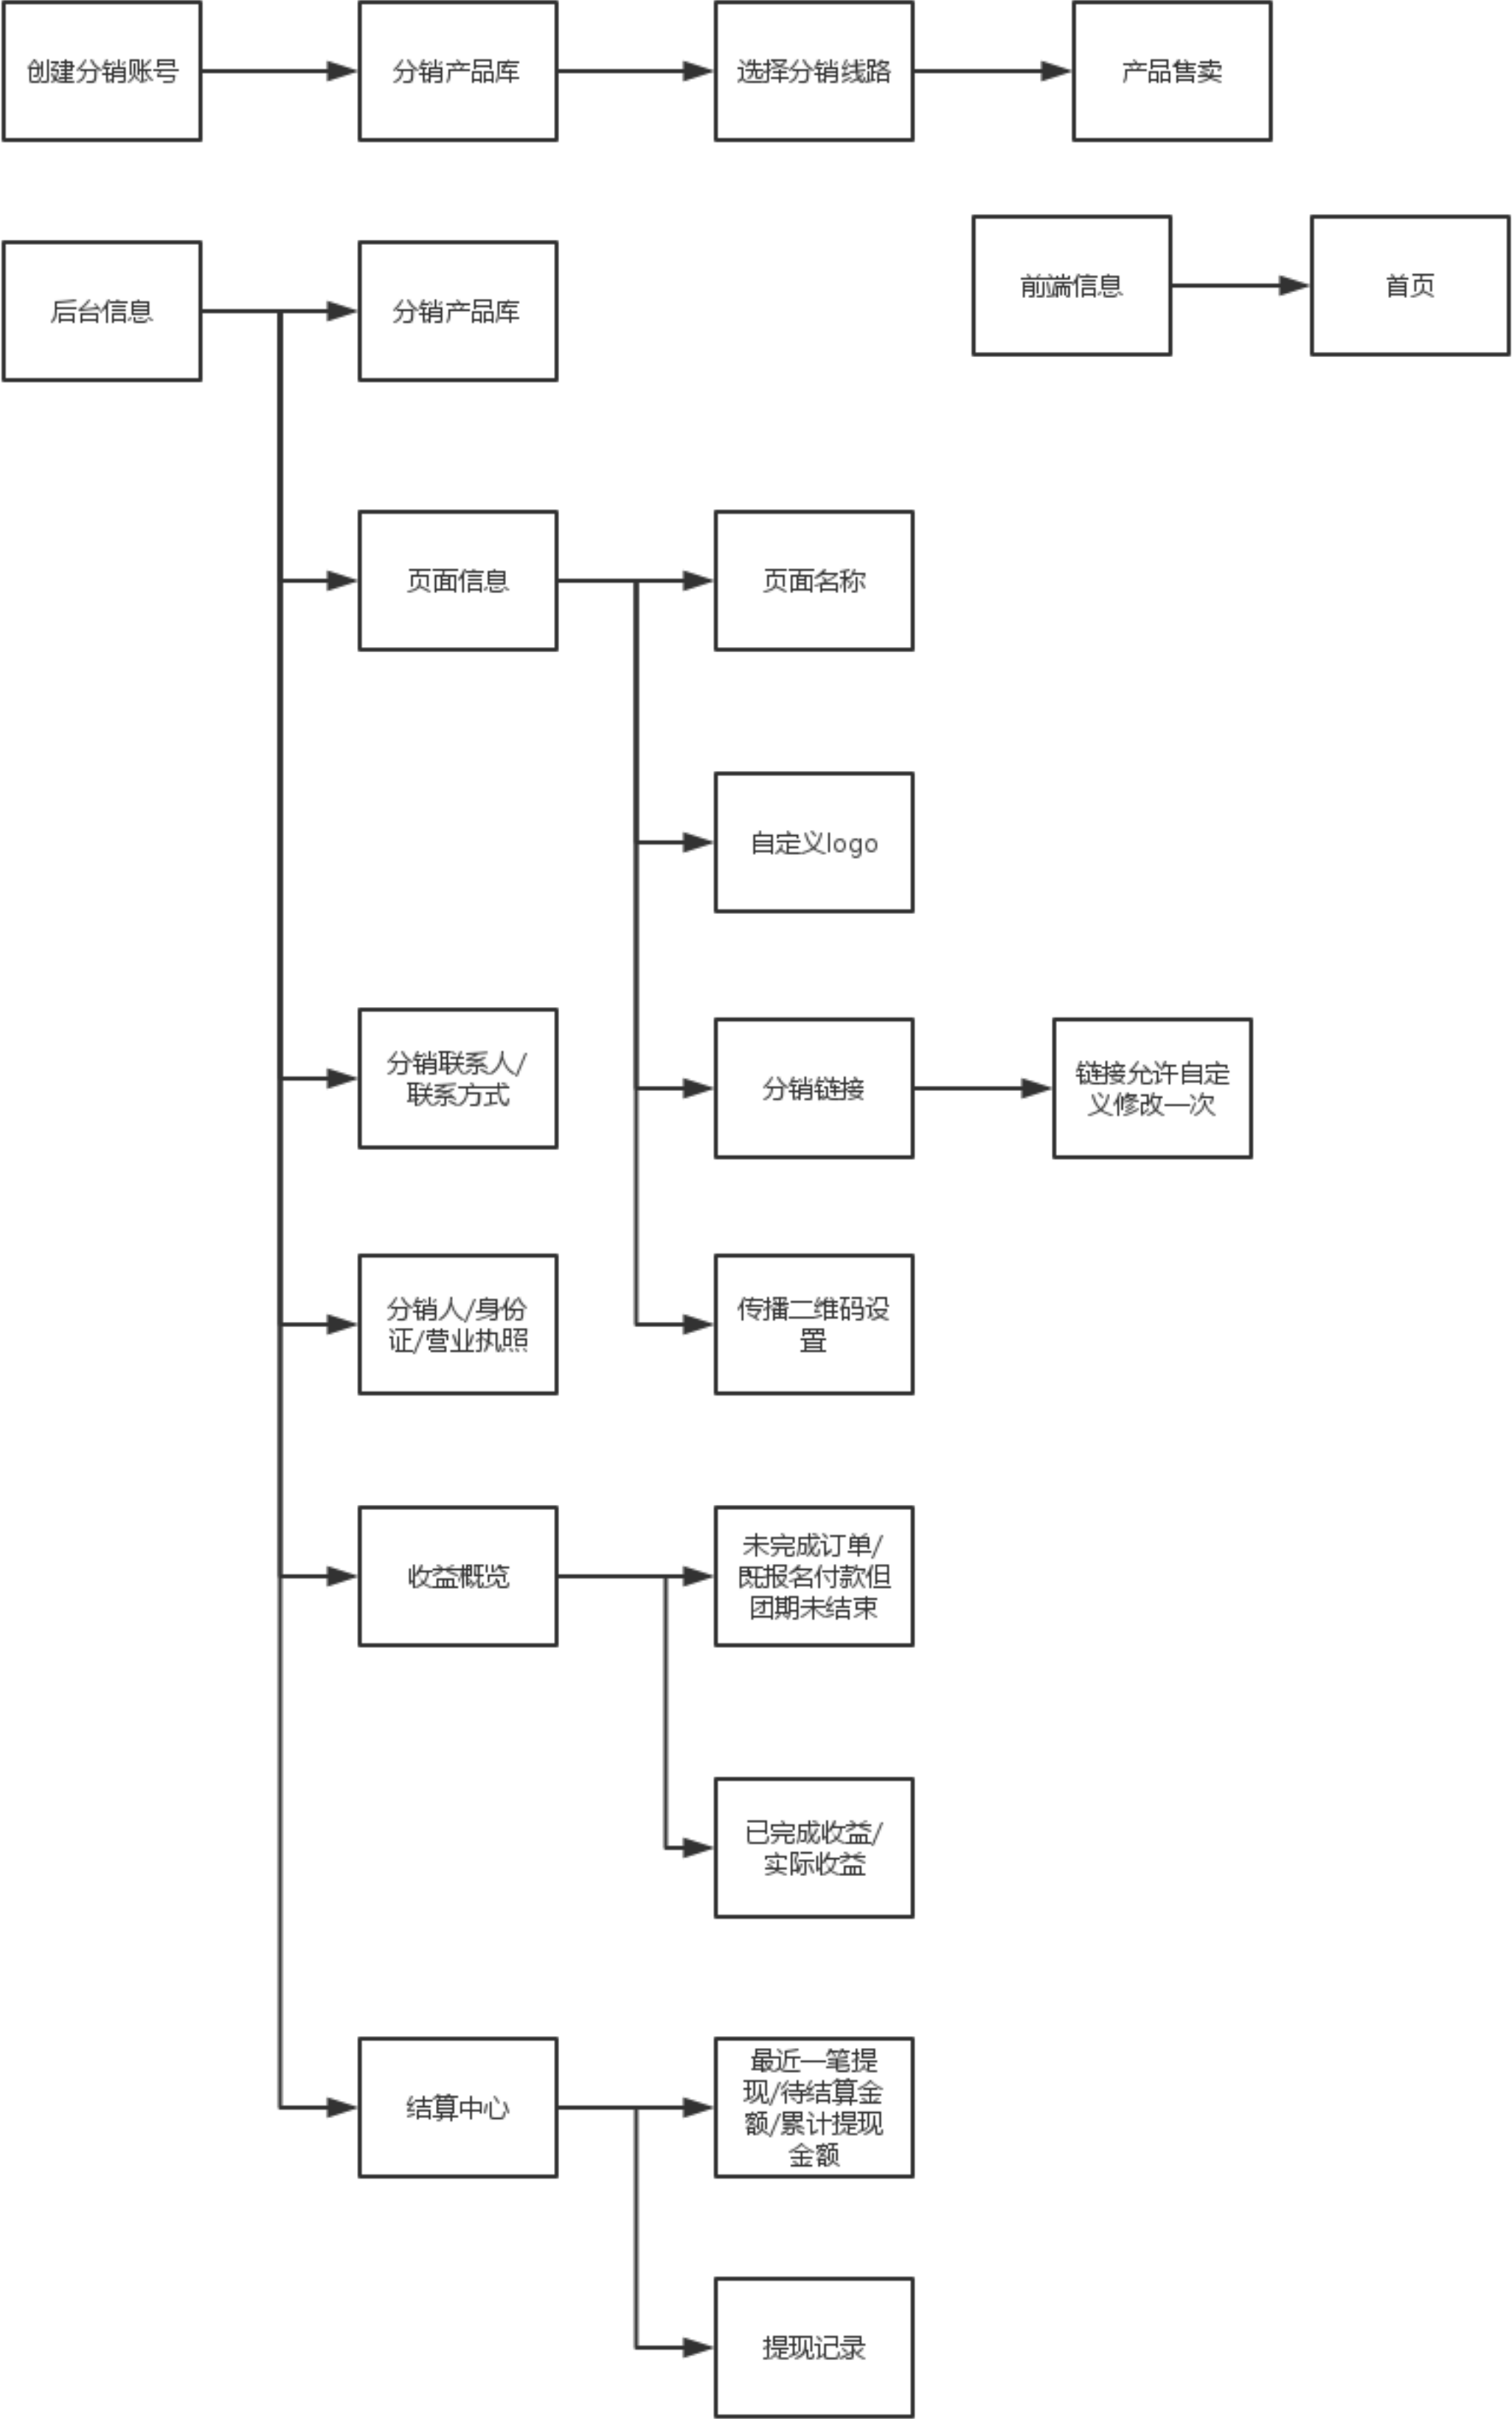 创建分销账号
分销产品库
选择分销线路
产品售卖
前端信息
首页
后台信息
分销产品库
页面信息
页面名称
自定义logo
分销联系人/
联系方式
分销链接
链接允许自定
义修改一次
分销人/身份
证/营业执照
传播二维码设
置
收益概览
未完成订单/
既报名付款但
团期未结束
已完成收益/
实际收益
结算中心
最近一笔提
现/待结算金
额/累计提现
金额
提现记录